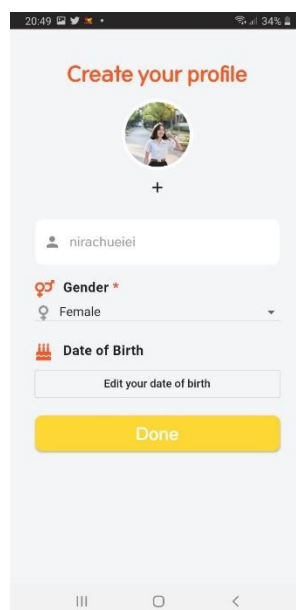 20:49 34%
Create your profile
+
nirachueiei
Gender *
Female
Date of Birth
Edit your date of birth
Done